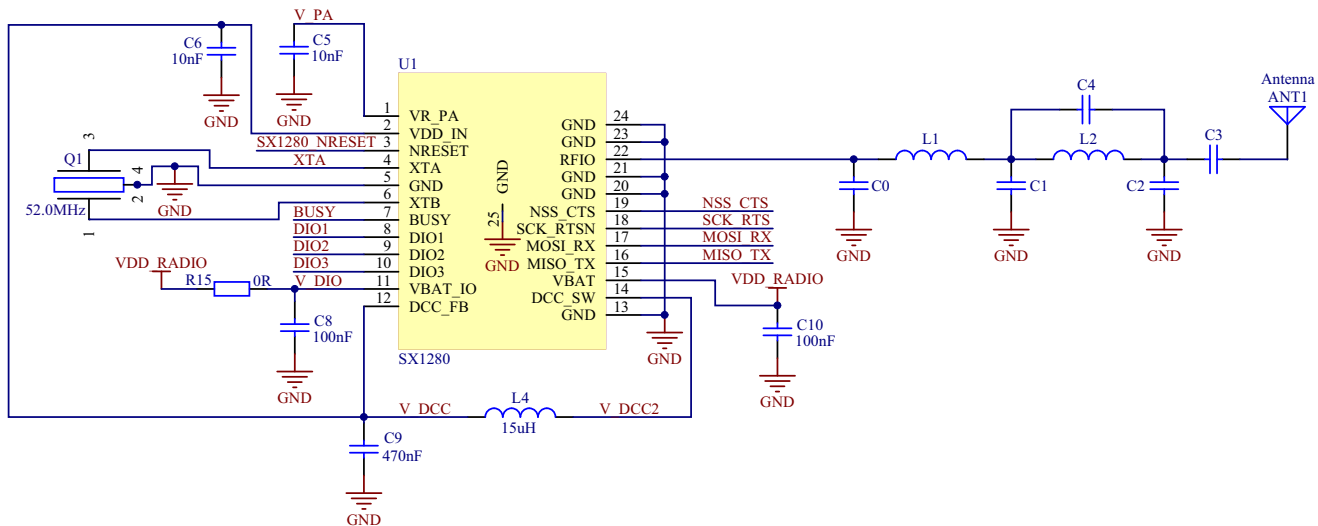 V_PA
C6
10nF
C5
10nF
GND
GND
U1
1
VR_PA
2
VDD_IN
SX1280_NRESET
3
NRESET
XTA
4
XTA
5
GND
6
XTB
BUSY
7
BUSY
DIO1
8
DIO1
DIO2
9
DIO2
DIO3
10
DIO3
V_DIO
11
VBAT_IO
12
DCC_FB
GND
25
GND
SX1280
24
GND
23
GND
22
RFIO
21
GND
20
GND
19
NSS_CTS
NSS_CTS
18
SCK_RTSN
SCK_RTS
17
MOSI_RX
MOSI_RX
16
MISO_TX
MISO_TX
15
VBAT
14
DCC_SW
13
GND
GND
3
Q1
4
2
52.0MHz
1
GND
VDD_RADIO
R15
0R
C8
100nF
GND
VDD_RADIO
C10
100nF
GND
V_DCC
L4
15uH
V_DCC2
C9
470nF
GND
C0
GND
L1
C1
GND
C4
L2
C2
GND
C3
Antenna
ANT1